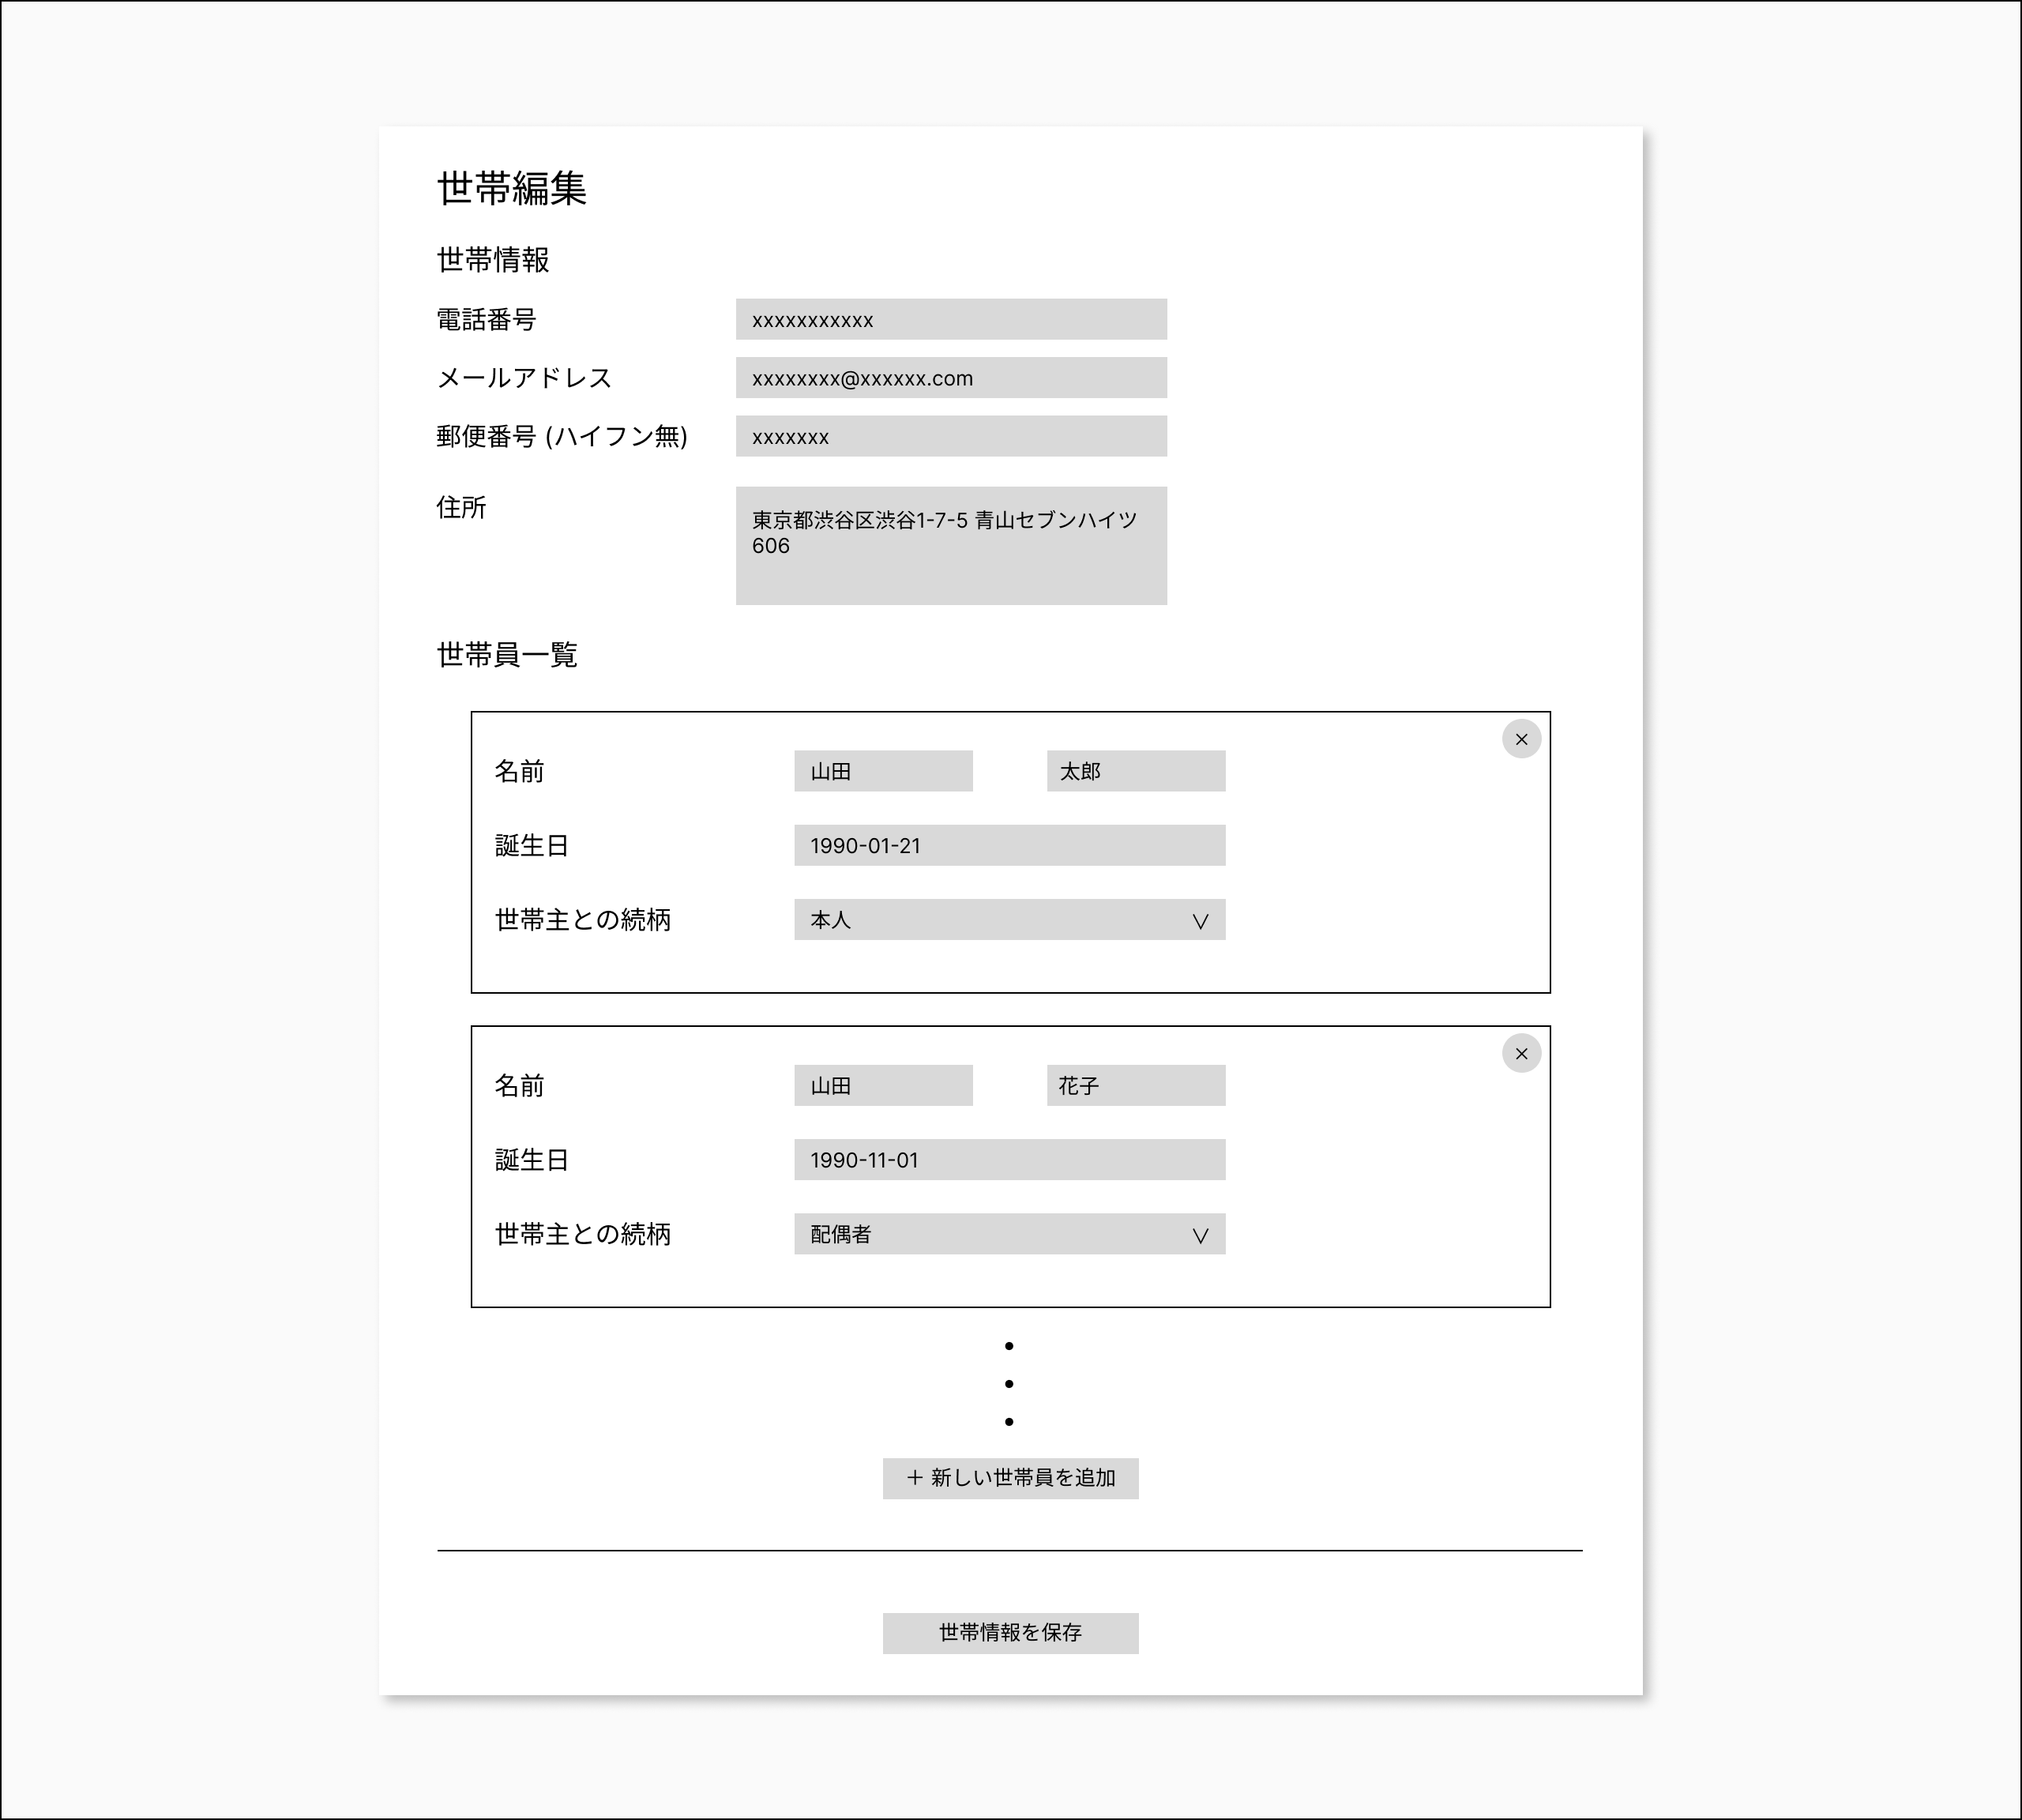 世帯編集
世帯情報
電話番号 xxxxxxxxxxx
メールアドレス xxxxxxxx@xxxxxx.com
郵便番号 (ハイフン無) xxxxxxx
住所 東京都渋谷区渋谷1-7-5 青山セブンハイツ
606
世帯員一覧
×
名前 山田 太郎
誕生日 1990-01-21
世帯主との続柄 本人 ∨
×
名前 山田 花子
誕生日 1990-11-01
世帯主との続柄 配偶者 ∨
•
•
•
＋ 新しい世帯員を追加
世帯情報を保存